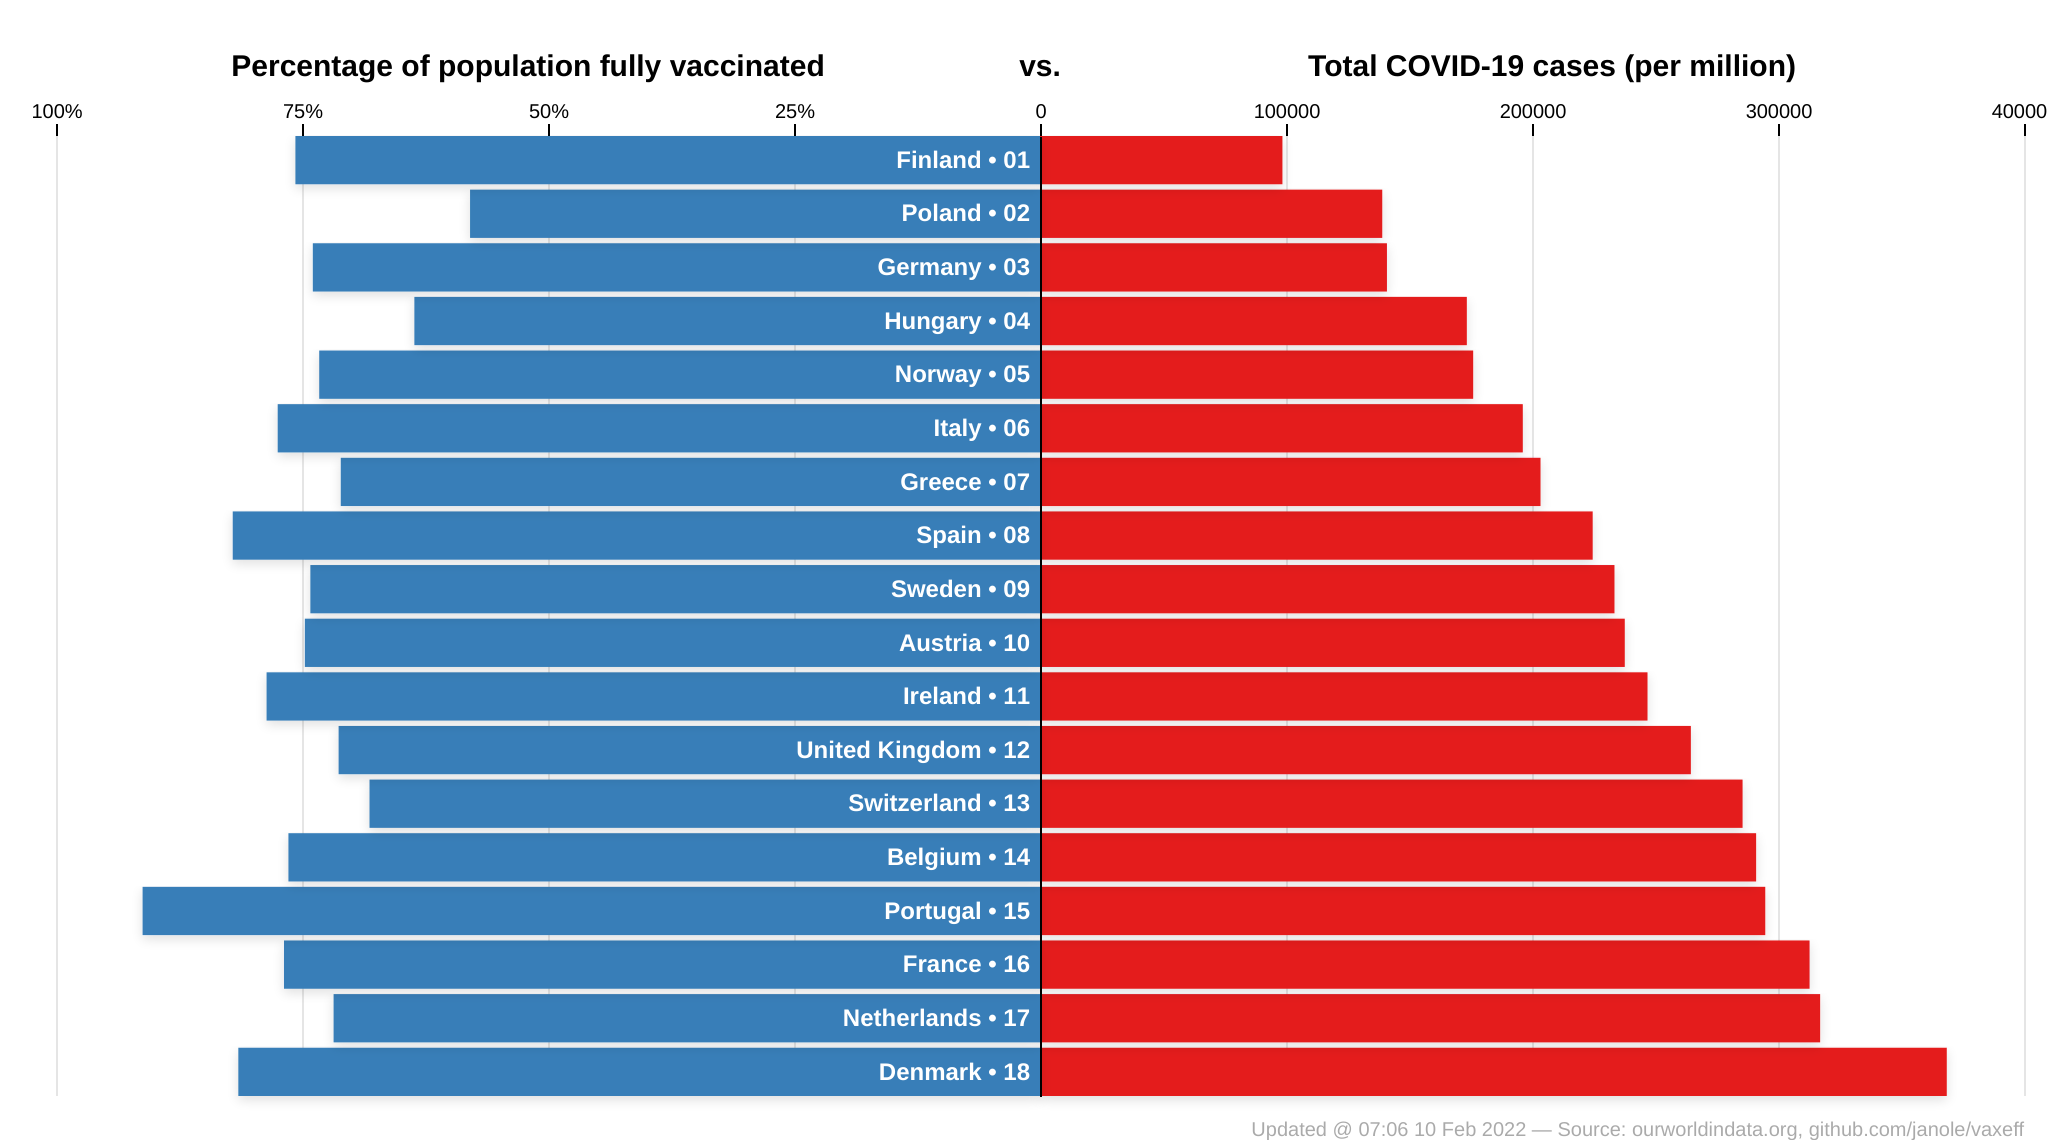 Percentage of population fully vaccinated vs. Total COVID-19 cases (per million)
100% 75% 50% 25% 0 100000 200000 300000 40000
Finland • 01
Poland • 02
Germany • 03
Hungary • 04
Norway • 05
Italy • 06
Greece • 07
Spain • 08
Sweden • 09
Austria • 10
Ireland • 11
United Kingdom • 12
Switzerland • 13
Belgium • 14
Portugal • 15
France • 16
Netherlands • 17
Denmark • 18
Updated @ 07:06 10 Feb 2022 — Source: ourworldindata.org, github.com/janole/vaxeff